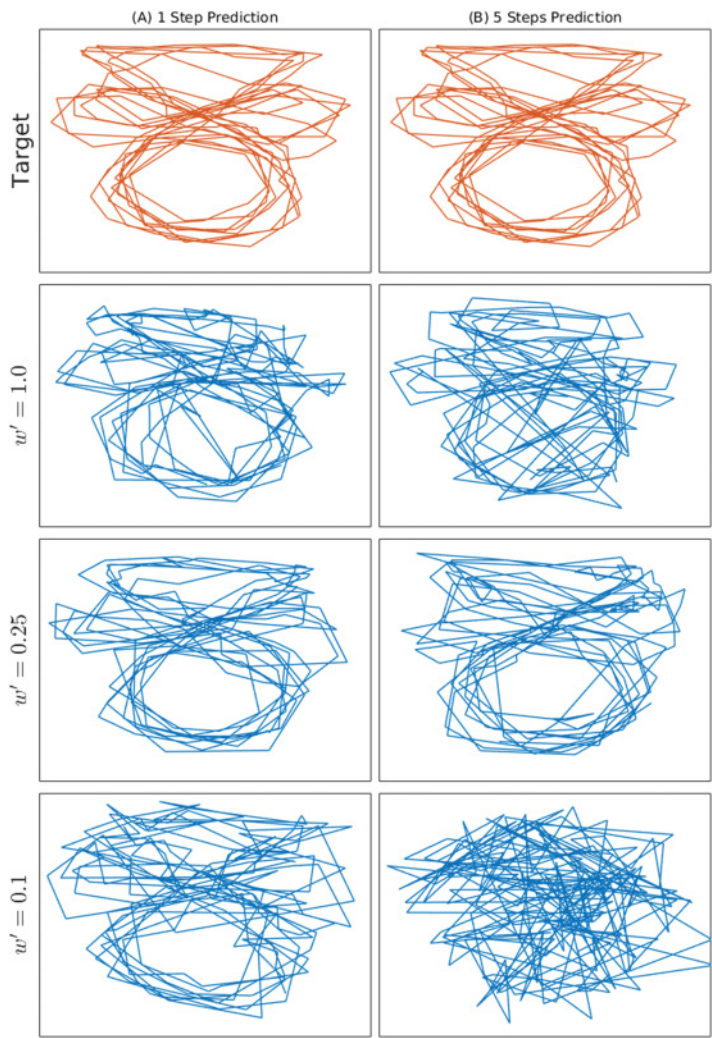 (A) 1 Step Prediction
(B) 5 Steps Prediction
Target
w′ = 1.0
w′ = 0.25
w′ = 0.1